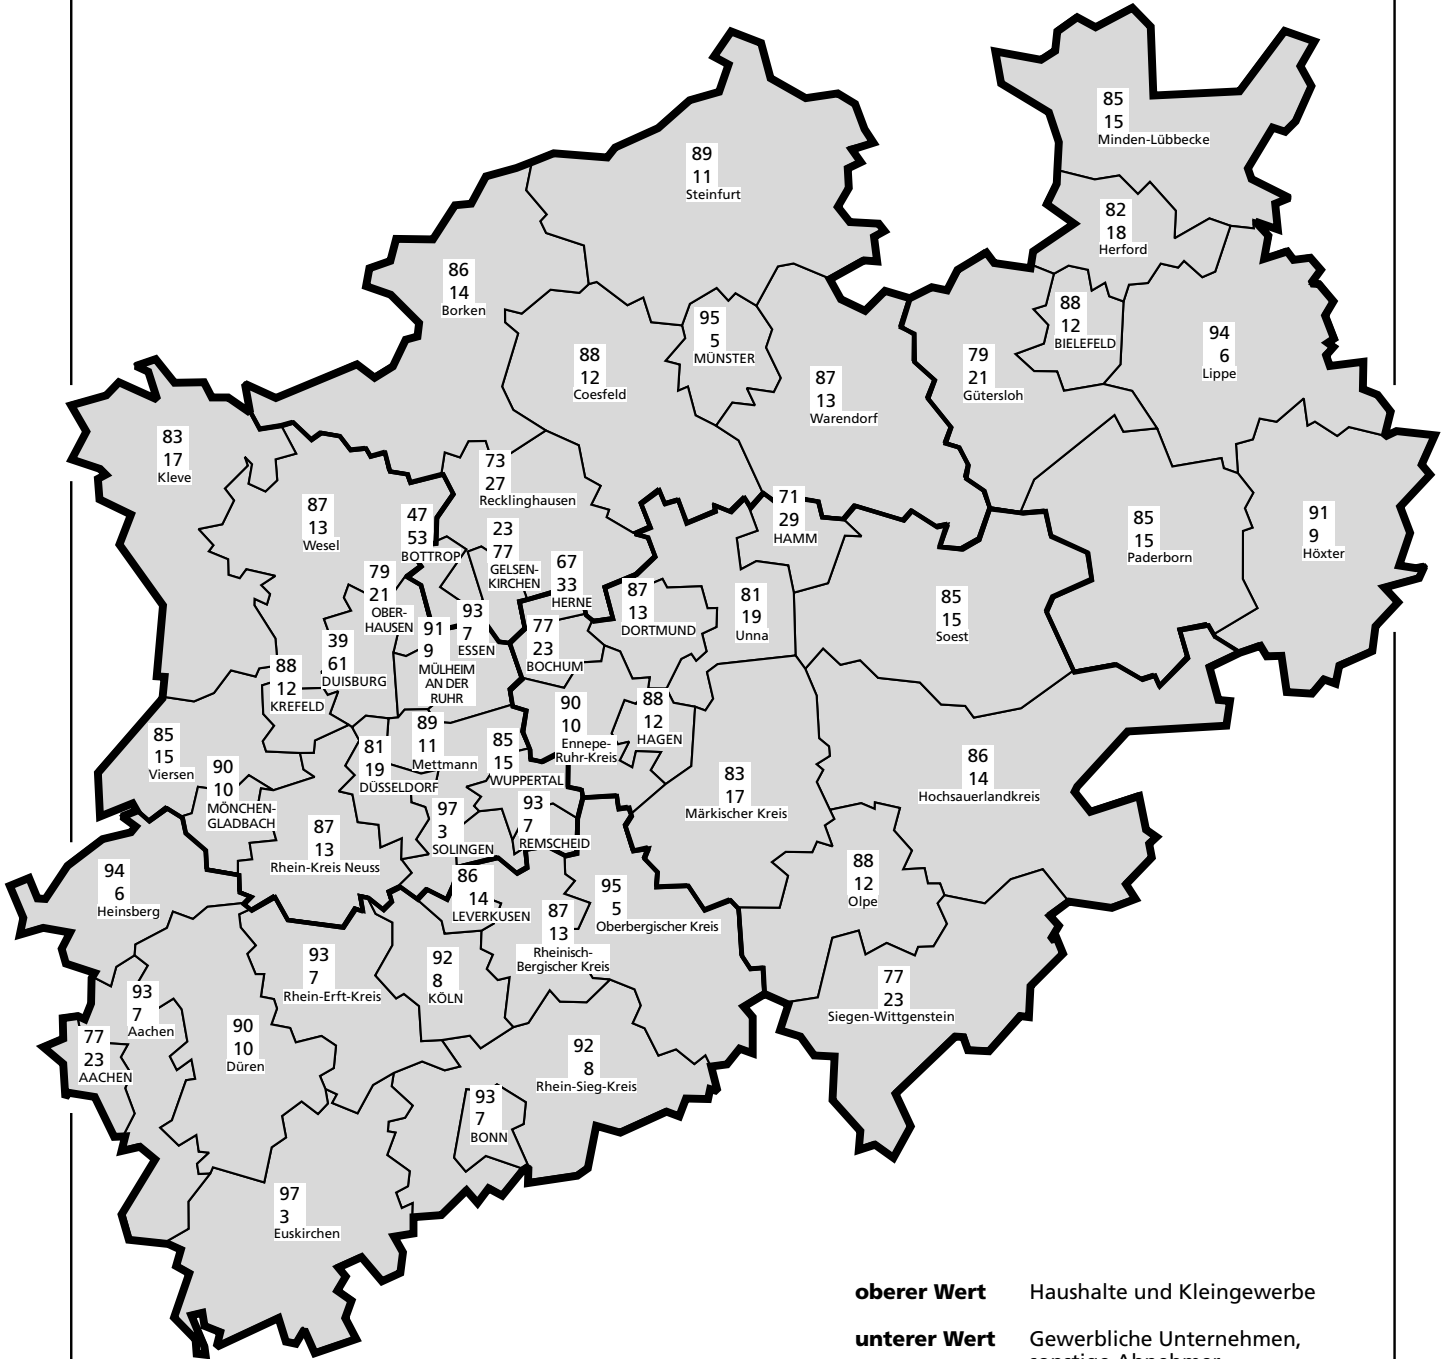 85
15
Minden-Lübbecke
89
11
Steinfurt
82
18
Herford
86
14
Borken
88
12
BIELEFELD
95
5
MÜNSTER
94
6
Lippe
88
12
Coesfeld
79
21
Gütersloh
87
13
Warendorf
83
17
Kleve
73
27
Recklinghausen
87
13
Wesel
47
53
BOTTROP
71
29
HAMM
85
15
Paderborn
91
9
Höxter
23
77
GELSEN-
KIRCHEN
67
33
HERNE
79
21
OBER-
HAUSEN
87
13
DORTMUND
81
19
Unna
85
15
Soest
93
7
ESSEN
91
9
MÜLHEIM
AN DER
RUHR
77
23
BOCHUM
39
61
DUISBURG
88
12
KREFELD
90
10
Ennepe-
Ruhr-Kreis
88
12
HAGEN
85
15
Viersen
89
11
Mettmann
81
19
DÜSSELDORF
85
15
WUPPERTAL
90
10
MÖNCHEN-
GLADBACH
83
17
Märkischer Kreis
86
14
Hochsauerlandkreis
97
3
SOLINGEN
93
7
REMSCHEID
87
13
Rhein-Kreis Neuss
94
6
Heinsberg
86
14
LEVERKUSEN
95
5
Oberbergischer Kreis
88
12
Olpe
87
13
Rheinisch-
Bergischer Kreis
93
7
Rhein-Erft-Kreis
92
8
KÖLN
77
23
Siegen-Wittgenstein
93
7
Aachen
77
23
AACHEN
90
10
Düren
92
8
Rhein-Sieg-Kreis
93
7
BONN
97
3
Euskirchen
oberer Wert Haushalte und Kleingewerbe
unterer Wert Gewerbliche Unternehmen,
sonstige Abnehmer